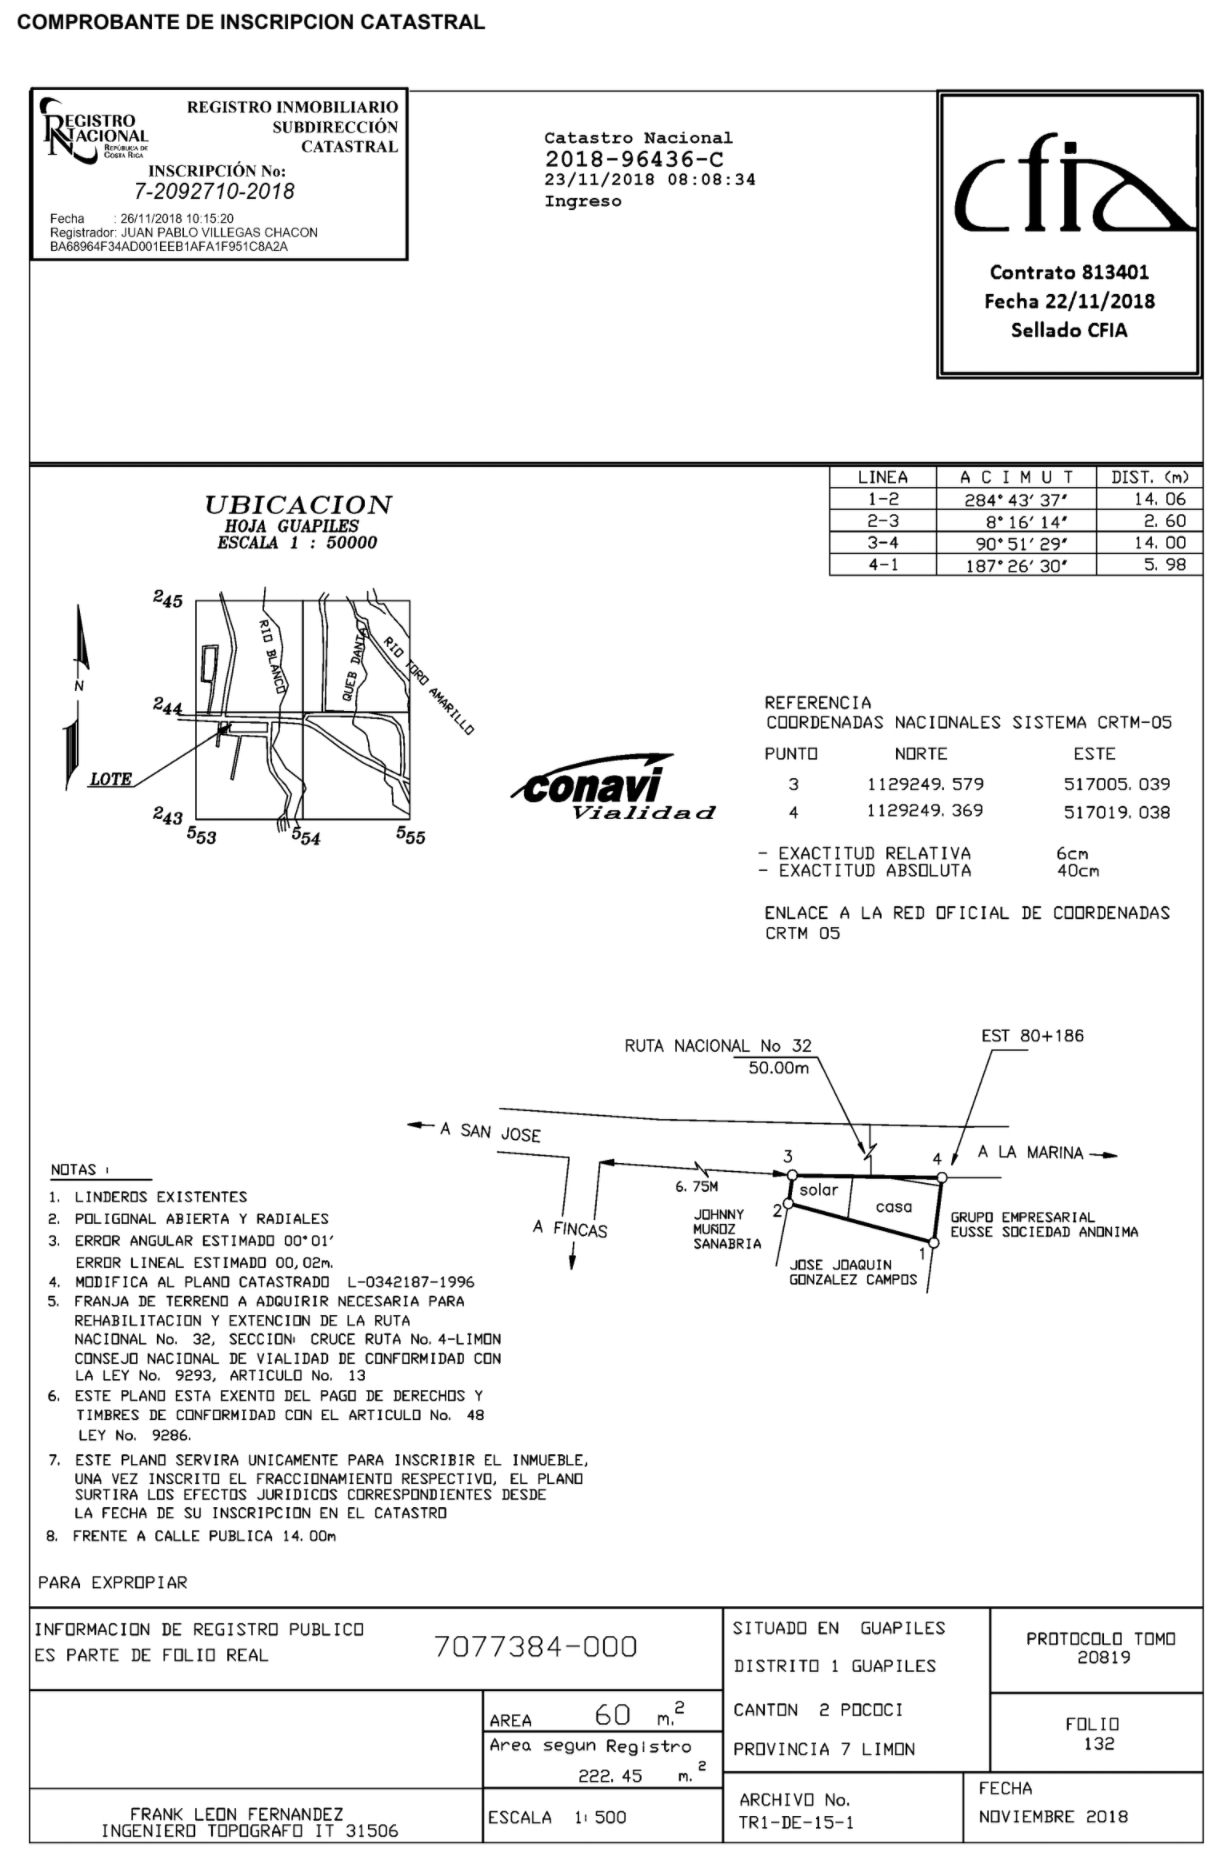 COMPROBANTE DE INSCRIPCION CATASTRAL
REGISTRO NACIONAL
REPÚBLICA DE COSTA RICA
REGISTRO INMOBILIARIO
SUBDIRECCIÓN
CATASTRAL
INSCRIPCIÓN No:
7-2092710-2018
Fecha : 26/11/2018 10:15:20
Registrador: JUAN PABLO VILLEGAS CHACON
BA68964F34AD001EEB1AFA1F951C8A2A
Catastro Nacional
2018-96436-C
23/11/2018 08:08:34
Ingreso
cfia
Contrato 813401
Fecha 22/11/2018
Sellado CFIA
LINEA A C I M U T DIST. (m)
1-2 284° 43' 37" 14. 06
2-3 8° 16' 14" 2. 60
3-4 90° 51' 29" 14. 00
4-1 187° 26' 30" 5. 98
UBICACION
HOJA GUAPILES
ESCALA 1 : 50000
245
244
243
553
554
555
N
RIO BLANCO
QUEB DANTA
RIO TORO AMARILLO
LOTE
conavi
Vialidad
REFERENCIA
COORDENADAS NACIONALES SISTEMA CRTM-05
PUNTO NORTE ESTE
3 1129249. 579 517005. 039
4 1129249. 369 517019. 038
- EXACTITUD RELATIVA 6cm
- EXACTITUD ABSOLUTA 40cm
ENLACE A LA RED OFICIAL DE COORDENADAS
CRTM 05
RUTA NACIONAL No 32
50.00m
EST 80+186
A SAN JOSE
A LA MARINA
A FINCAS
6. 75M
3
4
2
1
solar
casa
JOHNNY
MUÑOZ
SANABRIA
JOSE JOAQUIN
GONZALEZ CAMPOS
GRUPO EMPRESARIAL
EUSSE SOCIEDAD ANONIMA
NOTAS :
1. LINDEROS EXISTENTES
2. POLIGONAL ABIERTA Y RADIALES
3. ERROR ANGULAR ESTIMADO 00° 01'
ERROR LINEAL ESTIMADO 00, 02m.
4. MODIFICA AL PLANO CATASTRADO L-0342187-1996
5. FRANJA DE TERRENO A ADQUIRIR NECESARIA PARA
REHABILITACION Y EXTENCION DE LA RUTA
NACIONAL No. 32, SECCION: CRUCE RUTA No. 4-LIMON
CONSEJO NACIONAL DE VIALIDAD DE CONFORMIDAD CON
LA LEY No. 9293, ARTICULO No. 13
6. ESTE PLANO ESTA EXENTO DEL PAGO DE DERECHOS Y
TIMBRES DE CONFORMIDAD CON EL ARTICULO No. 48
LEY No. 9286.
7. ESTE PLANO SERVIRA UNICAMENTE PARA INSCRIBIR EL INMUEBLE,
UNA VEZ INSCRITO EL FRACCIONAMIENTO RESPECTIVO, EL PLANO
SURTIRA LOS EFECTOS JURIDICOS CORRESPONDIENTES DESDE
LA FECHA DE SU INSCRIPCION EN EL CATASTRO
8. FRENTE A CALLE PUBLICA 14. 00m
PARA EXPROPIAR
INFORMACION DE REGISTRO PUBLICO
ES PARTE DE FOLIO REAL
7077384-000
AREA 60 m.²
Area segun Registro
222. 45 m.²
ESCALA 1: 500
FRANK LEON FERNANDEZ
INGENIERO TOPOGRAFO IT 31506
SITUADO EN GUAPILES
DISTRITO 1 GUAPILES
CANTON 2 POCOCI
PROVINCIA 7 LIMON
PROTOCOLO TOMO
20819
FOLIO
132
ARCHIVO No.
TR1-DE-15-1
FECHA
NOVIEMBRE 2018